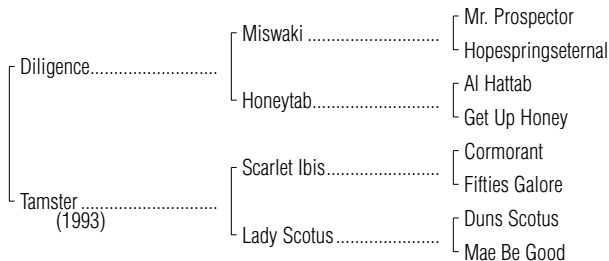 Mr. Prospector
Miswaki ........................................
Hopespringseternal
Diligence........................................
Al Hattab
Honeytab........................................
Get Up Honey
Cormorant
Scarlet Ibis...................................
Fifties Galore
Tamster ........................................
(1993)
Duns Scotus
Lady Scotus...................................
Mae Be Good